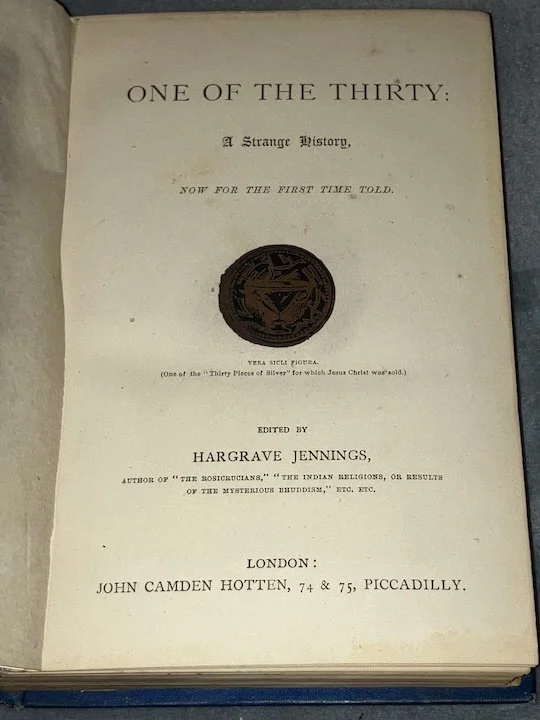 ONE OF THE THIRTY:
A Strange History,
NOW FOR THE FIRST TIME TOLD.
VERA SICLI FIGURA.
(One of the "Thirty Pieces of Silver" for which Jesus Christ was sold.)
EDITED BY
HARGRAVE JENNINGS,
AUTHOR OF "THE ROSICRUCIANS," "THE INDIAN RELIGIONS, OR RESULTS
OF THE MYSTERIOUS BHUDDISM," ETC. ETC.
LONDON:
JOHN CAMDEN HOTTEN, 74 & 75, PICCADILLY.